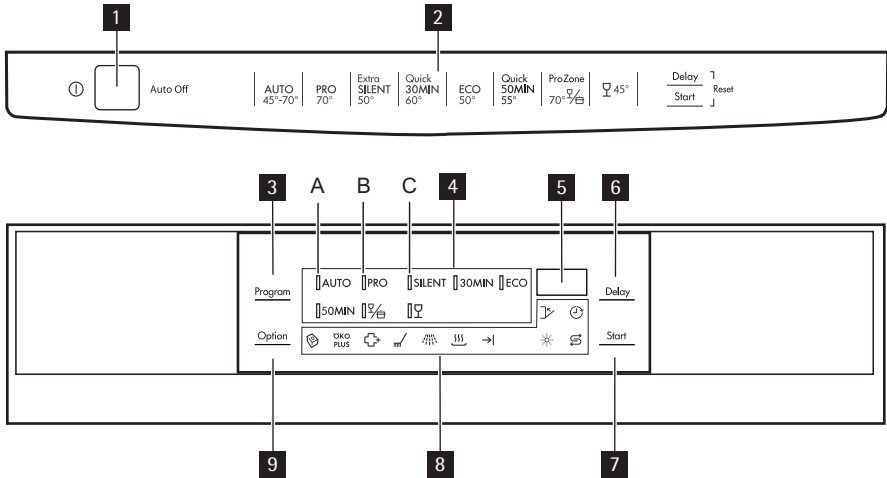 1
2
Auto Off
AUTO
45°-70°
PRO
70°
Extra
SILENT
50°
Quick
30MIN
60°
ECO
50°
Quick
50MIN
55°
ProZone
70°
45°
Delay
Start
Reset
3 A B C 4 5 6
AUTO PRO SILENT 30MIN ECO
Program
Delay
50MIN
Option
ÖKO
PLUS
Start
9 8 7